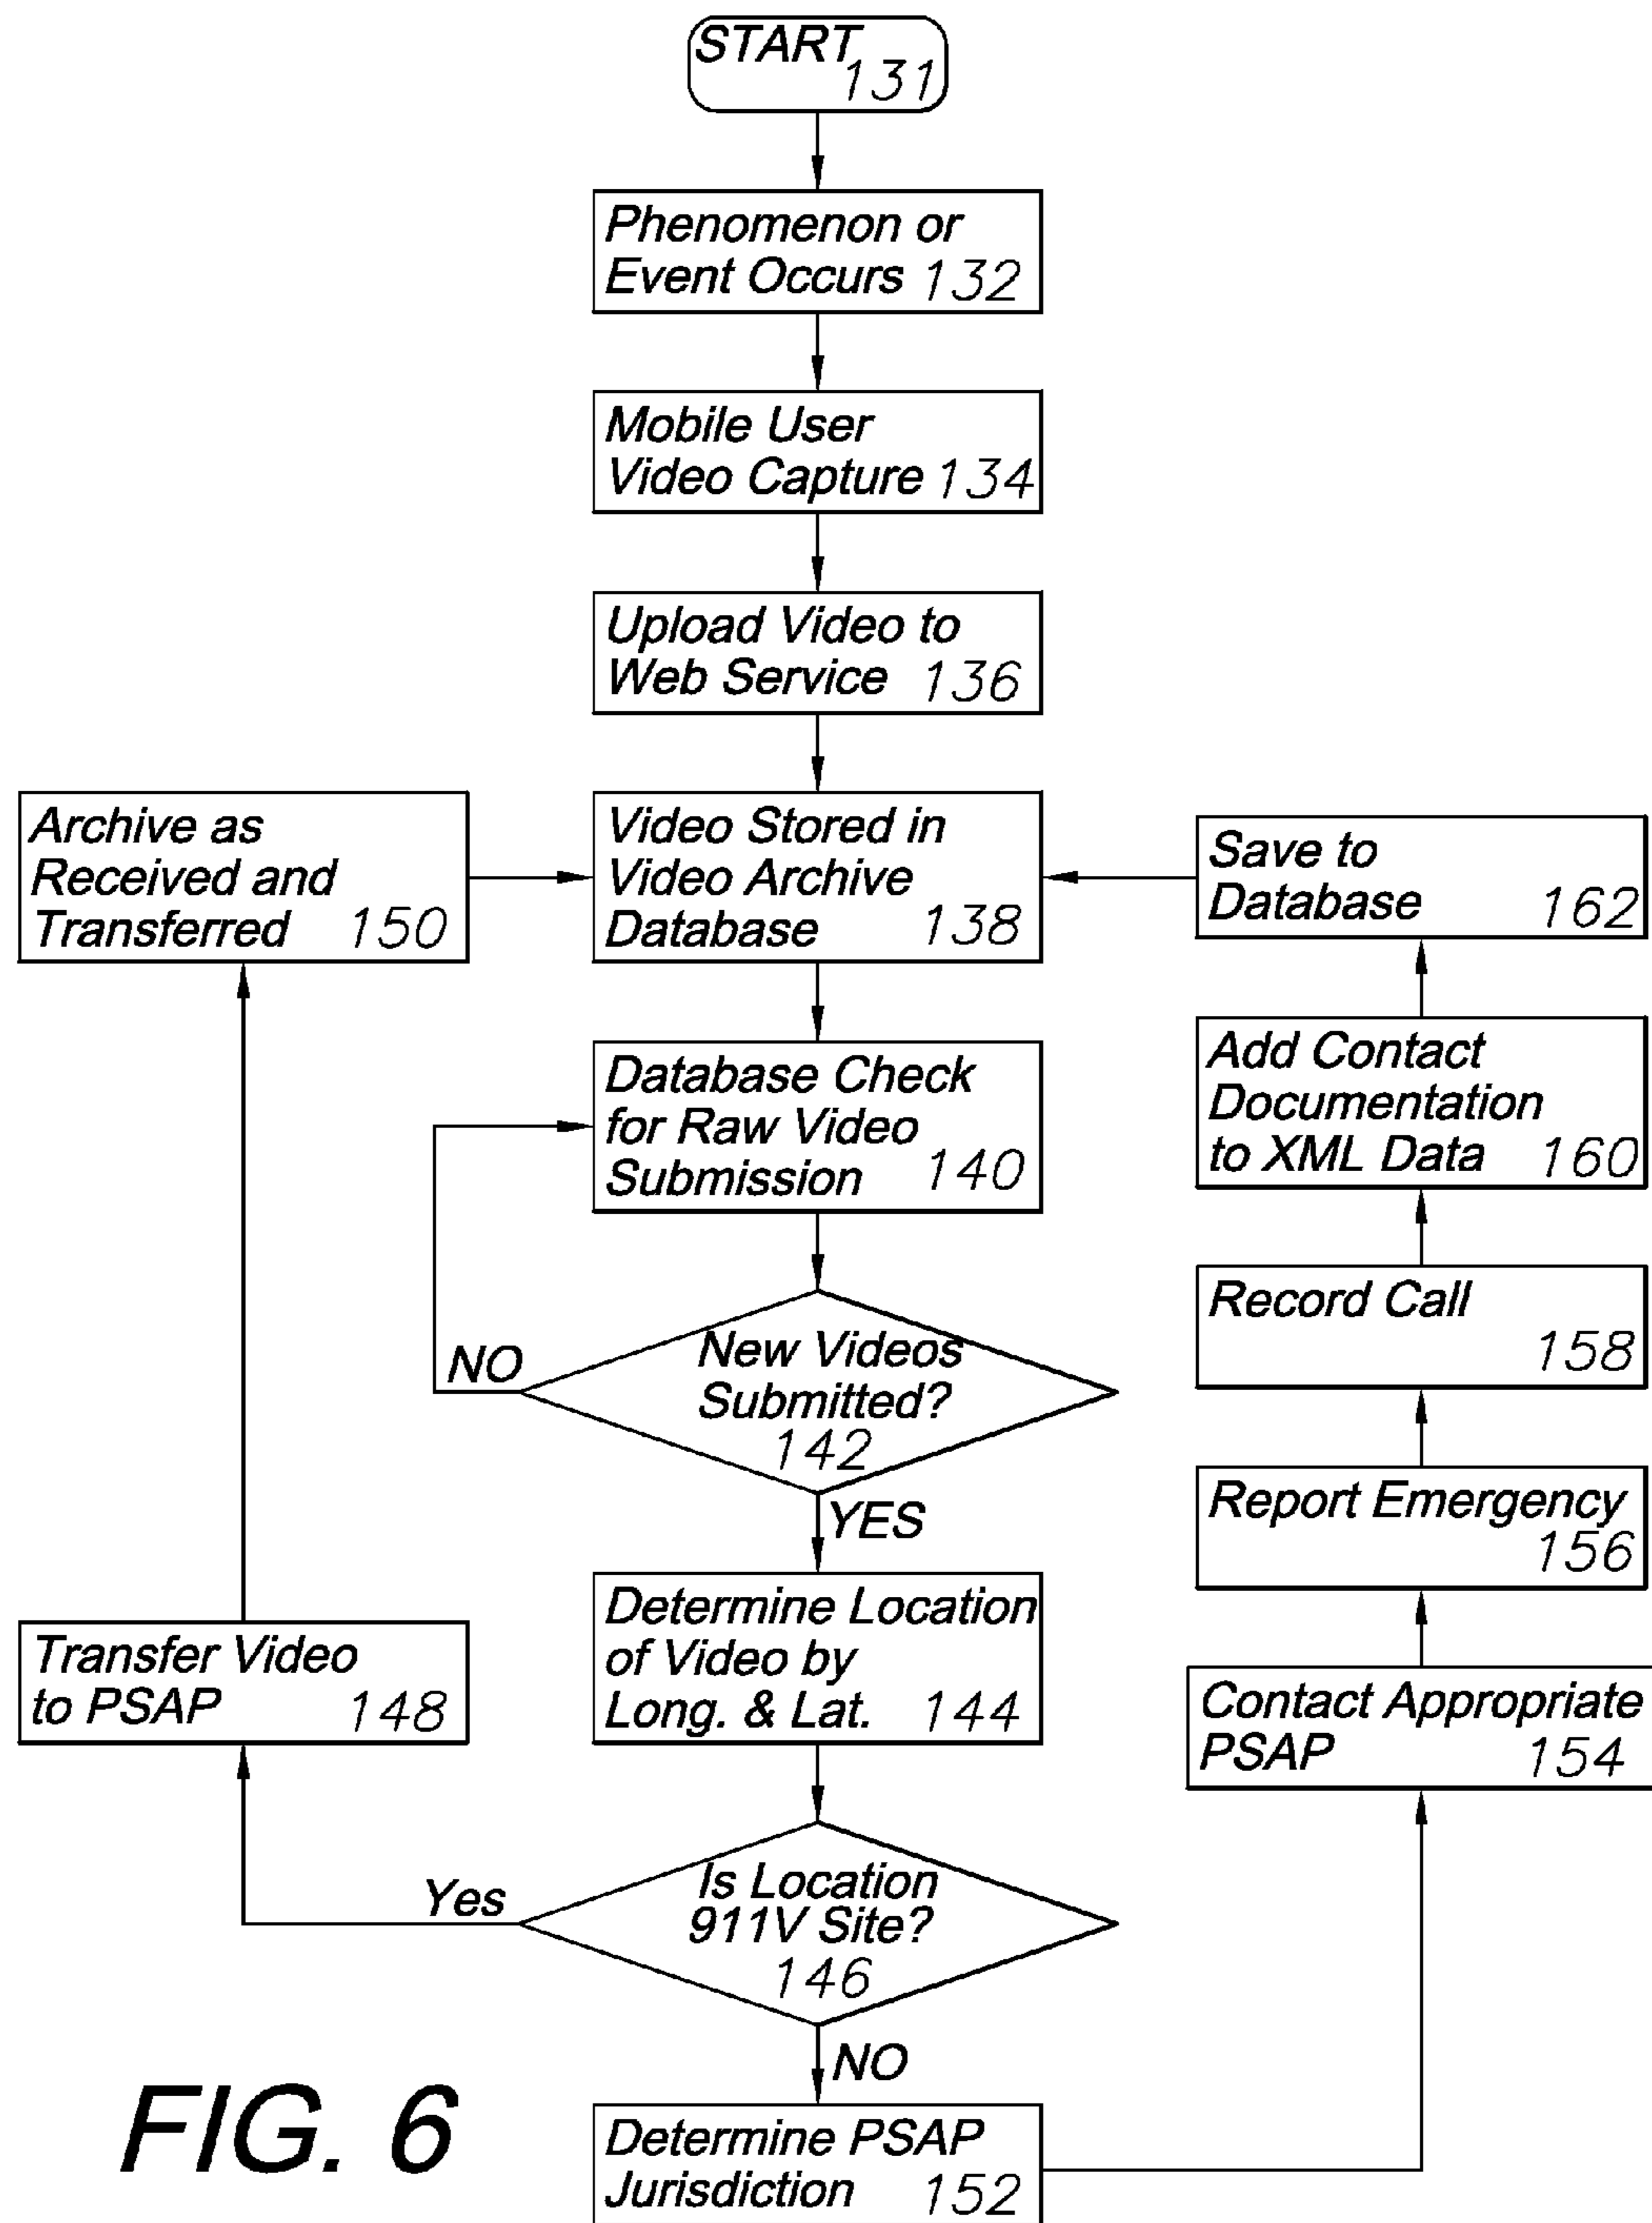 START
131
Phenomenon or
Event Occurs 132
Mobile User
Video Capture 134
Upload Video to
Web Service 136
Archive as
Received and
Transferred 150
Video Stored in
Video Archive
Database 138
Save to
Database 162
Database Check
for Raw Video
Submission 140
Add Contact
Documentation
to XML Data 160
Record Call
158
NO
New Videos
Submitted?
142
YES
Report Emergency
156
Determine Location
of Video by
Long. & Lat. 144
Transfer Video
to PSAP 148
Contact Appropriate
PSAP 154
Yes
Is Location
911V Site?
146
NO
Determine PSAP
Jurisdiction 152
FIG. 6